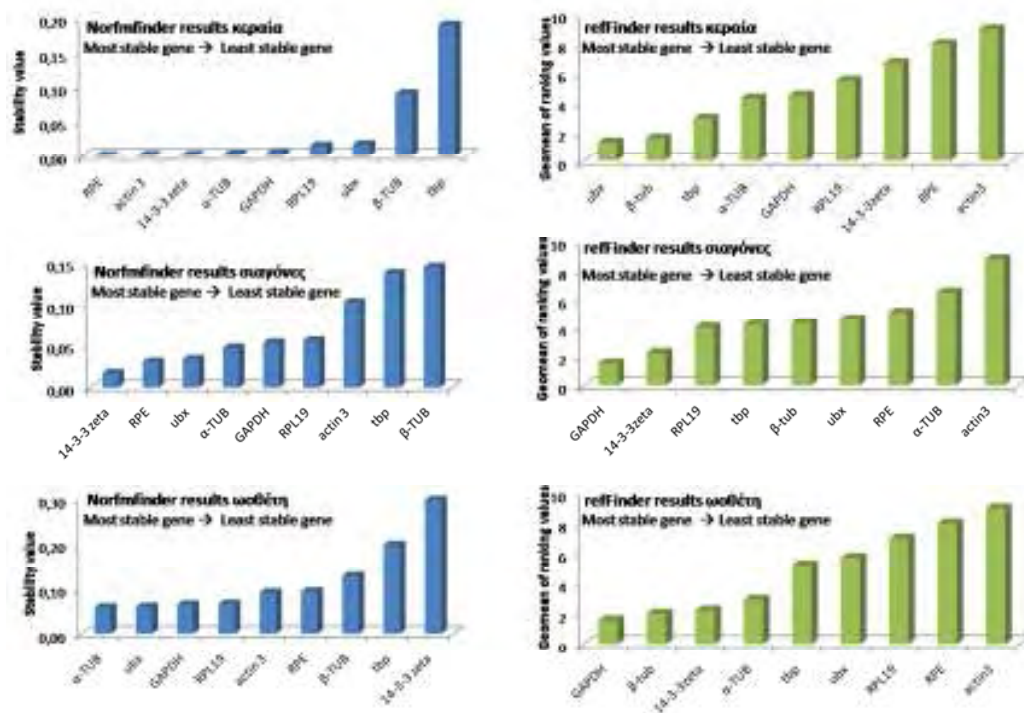 Norfmfinder results κεραία
Most stable gene → Least stable gene
Stability value
0,20
0,15
0,10
0,05
0,00
RPE
actin 3
14-3-3 zeta
α-TUB
GAPDH
RPL19
ubx
β-TUB
tbp
refFinder results κεραία
Most stable gene → Least stable gene
Geomean of ranking values
10
8
6
4
2
0
ubx
β-tub
tbp
α-TUB
GAPDH
RPL19
14-3-3zeta
RPE
actin3
Norfmfinder results σιαγόνες
Most stable gene → Least stable gene
Stability value
0,15
0,10
0,05
0,00
14-3-3 zeta
RPE
ubx
α-TUB
GAPDH
RPL19
actin3
tbp
β-TUB
refFinder results σιαγόνες
Most stable gene → Least stable gene
Geomean of ranking values
10
8
6
4
2
0
GAPDH
14-3-3zeta
RPL19
tbp
β-tub
ubx
RPE
α-TUB
actin3
Norfmfinder results ωοθέτη
Most stable gene → Least stable gene
Stability value
0,30
0,20
0,10
0,00
α-TUB
GAPDH
RPL19
actin 3
RPE
β-TUB
tbp
14-3-3 zeta
refFinder results ωοθέτη
Most stable gene → Least stable gene
Geomean of ranking values
10
8
6
4
2
0
GAPDH
β-tub
14-3-3zeta
α-TUB
tbp
ubx
RPL19
RPE
actin3